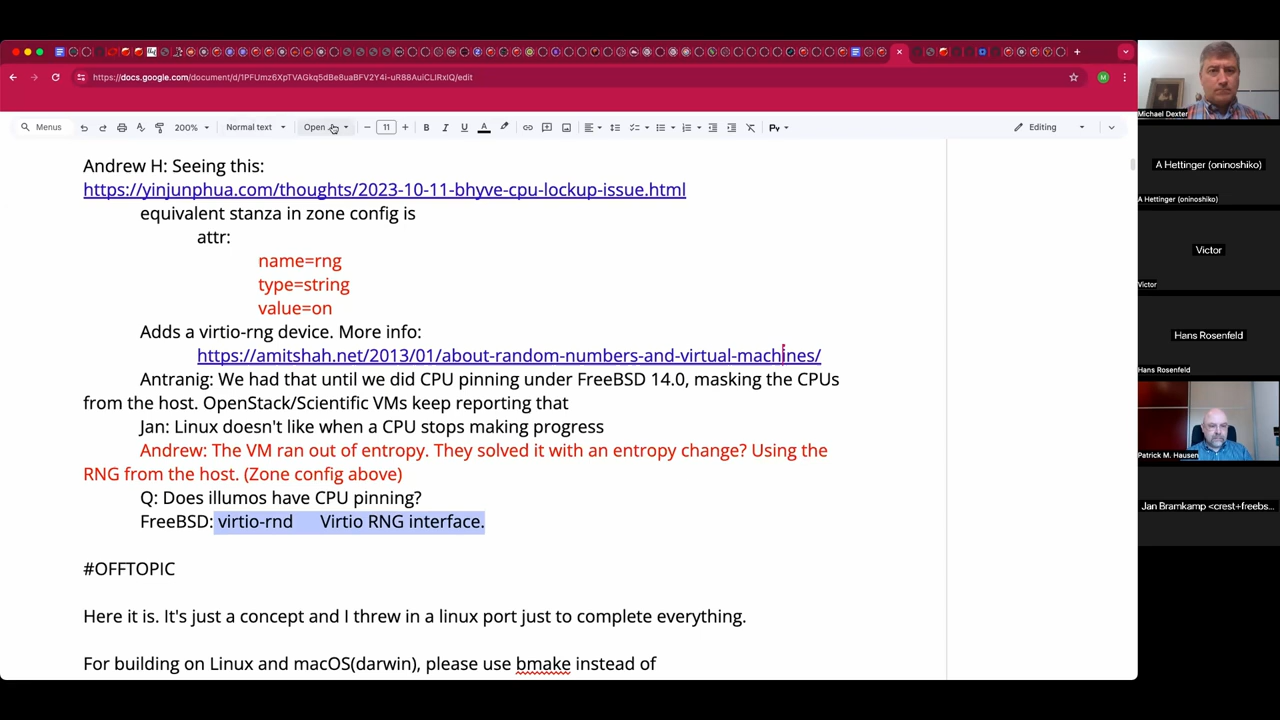 https://docs.google.com/document/d/1PFUmz6XpTVAGkq5dBe8uaBFV2Y4i-uR88AuiCLIRxIQ/edit
M
Menus
200%
Normal text
Open ...
11
Editing
Andrew H: Seeing this:
https://yinjunphua.com/thoughts/2023-10-11-bhyve-cpu-lockup-issue.html
equivalent stanza in zone config is
attr:
name=rng
type=string
value=on
Adds a virtio-rng device. More info:
https://amitshah.net/2013/01/about-random-numbers-and-virtual-machines/
Antranig: We had that until we did CPU pinning under FreeBSD 14.0, masking the CPUs
from the host. OpenStack/Scientific VMs keep reporting that
Jan: Linux doesn't like when a CPU stops making progress
Andrew: The VM ran out of entropy. They solved it with an entropy change? Using the
RNG from the host. (Zone config above)
Q: Does illumos have CPU pinning?
FreeBSD: virtio-rnd Virtio RNG interface.
#OFFTOPIC
Here it is. It's just a concept and I threw in a linux port just to complete everything.
For building on Linux and macOS(darwin), please use bmake instead of
Michael Dexter
A Hettinger (oninoshiko)
A Hettinger (oninoshiko)
Victor
Victor
Hans Rosenfeld
Hans Rosenfeld
Patrick M. Hausen
Jan Bramkamp <crest+freebs...